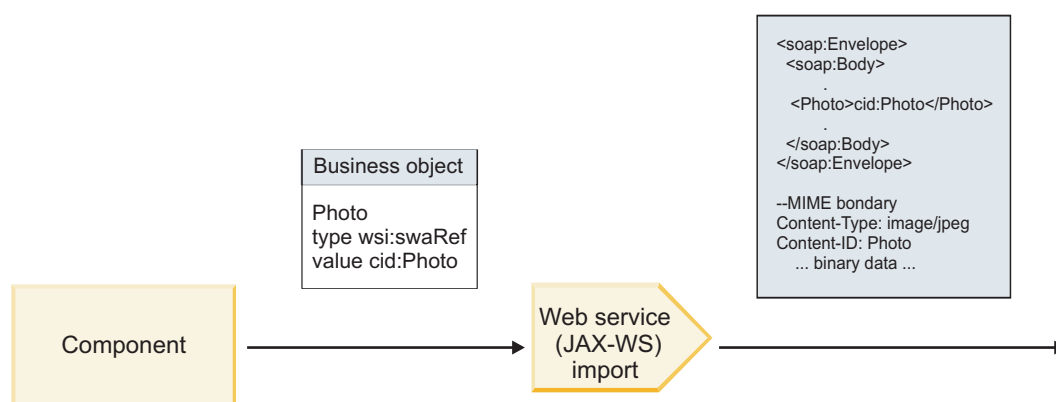 <soap:Envelope>
<soap:Body>
.
<Photo>cid:Photo</Photo>
.
</soap:Body>
</soap:Envelope>
--MIME bondary
Content-Type: image/jpeg
Content-ID: Photo
... binary data ...
Business object
Photo
type wsi:swaRef
value cid:Photo
Component
Web service
(JAX-WS)
import